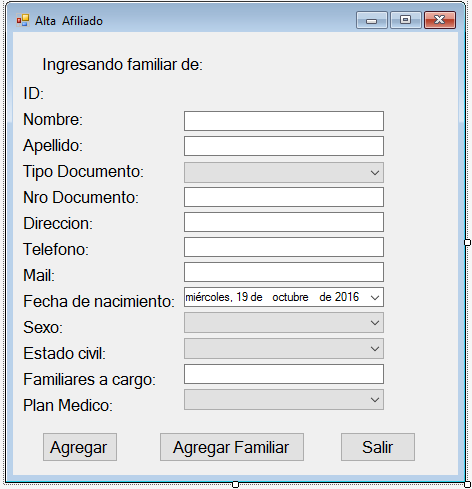 Alta Afiliado
Ingresando familiar de:
ID:
Nombre:
Apellido:
Tipo Documento:
Nro Documento:
Direccion:
Telefono:
Mail:
Fecha de nacimiento: miércoles, 19 de octubre de 2016
Sexo:
Estado civil:
Familiares a cargo:
Plan Medico:
Agregar Agregar Familiar Salir